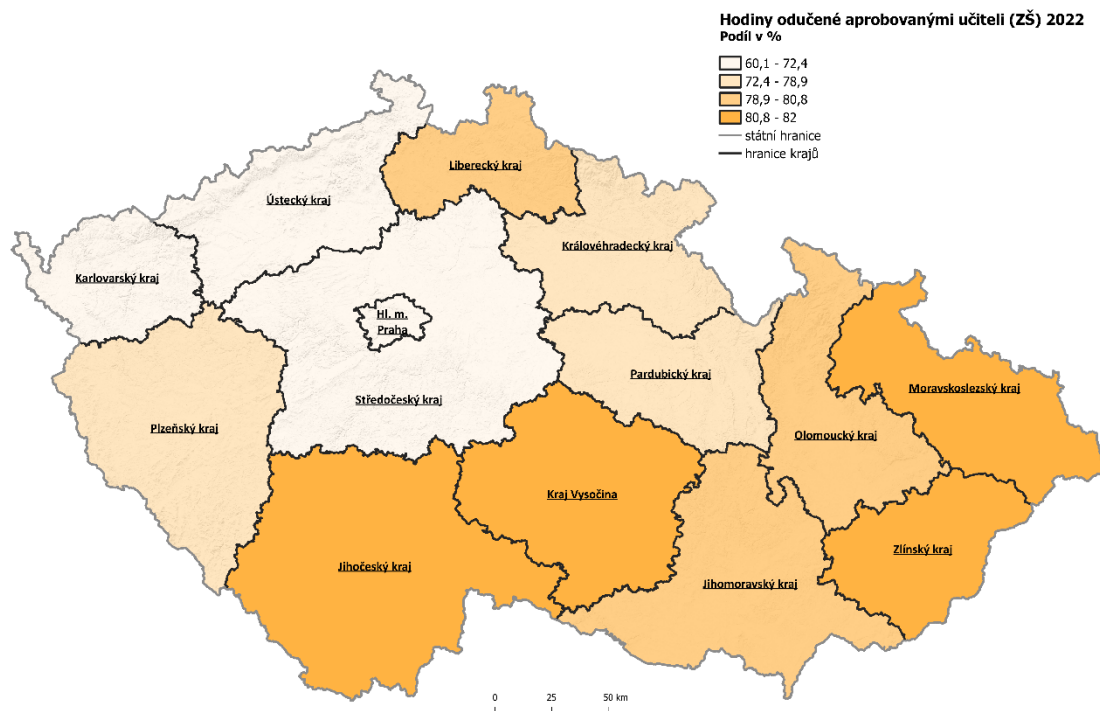 Hodiny odučené aprobovanými učiteli (ZŠ) 2022
Podíl v %
60,1 - 72,4
72,4 - 78,9
78,9 - 80,8
80,8 - 82
státní hranice
hranice krajů
Liberecký kraj
Ústecký kraj
Královéhradecký kraj
Karlovarský kraj
Hl. m.
Praha
Pardubický kraj
Moravskoslezský kraj
Středočeský kraj
Plzeňský kraj
Olomoucký kraj
Kraj Vysočina
Zlínský kraj
Jihočeský kraj
Jihomoravský kraj
0 25 50 km